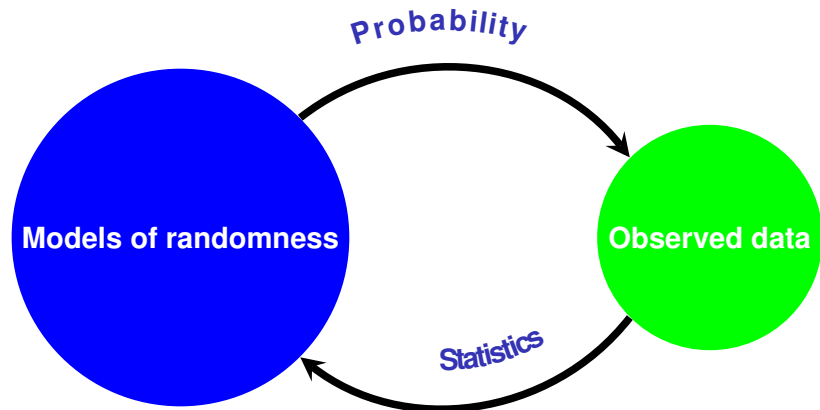 Probability
Models of randomness
Observed data
Statistics